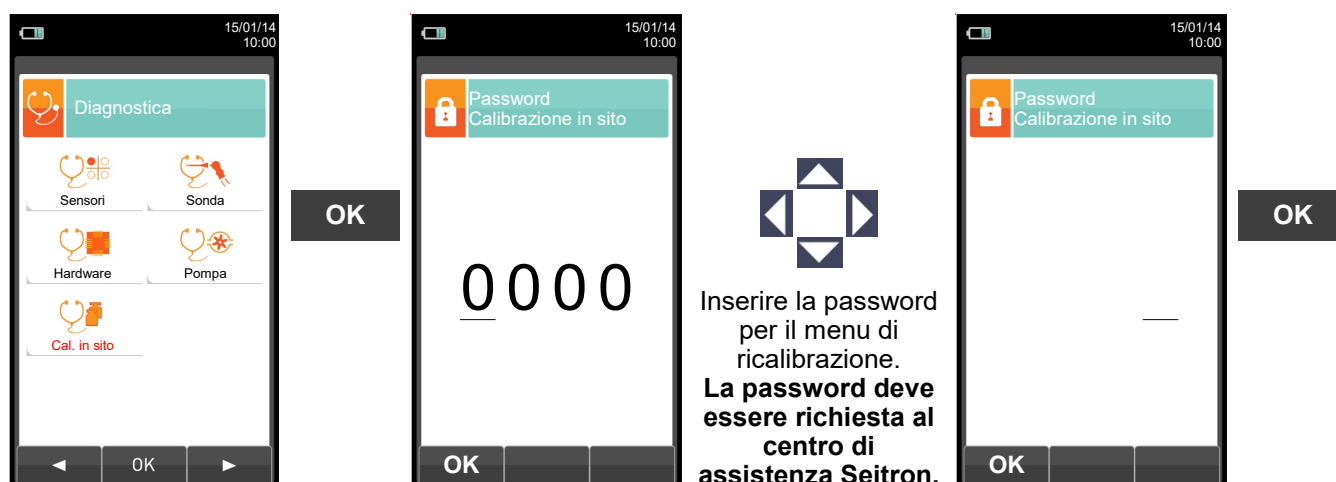 15/01/14
10:00
Diagnostica
Sensori
Sonda
Hardware
Pompa
Cal. in sito
OK
OK
15/01/14
10:00
Password
Calibrazione in sito
0000
OK
Inserire la password
per il menu di
ricalibrazione.
La password deve
essere richiesta al
centro di
assistenza Seitron.
15/01/14
10:00
Password
Calibrazione in sito
OK
OK